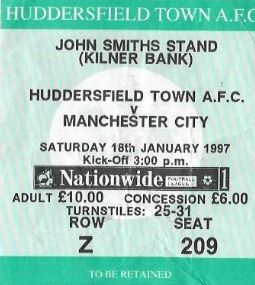 HUDDERSFIELD TOWN A.F.C
JOHN SMITHS STAND
(KILNER BANK)
HUDDERSFIELD TOWN A.F.C.
v
MANCHESTER CITY
SATURDAY 18th JANUARY 1997
Kick-Off 3:00 p.m.
Nationwide FOOTBALL LEAGUE 1
ADULT £10.00 CONCESSION £6.00
TURNSTILES: 25-31
ROW SEAT
Z 209
TO BE RETAINED